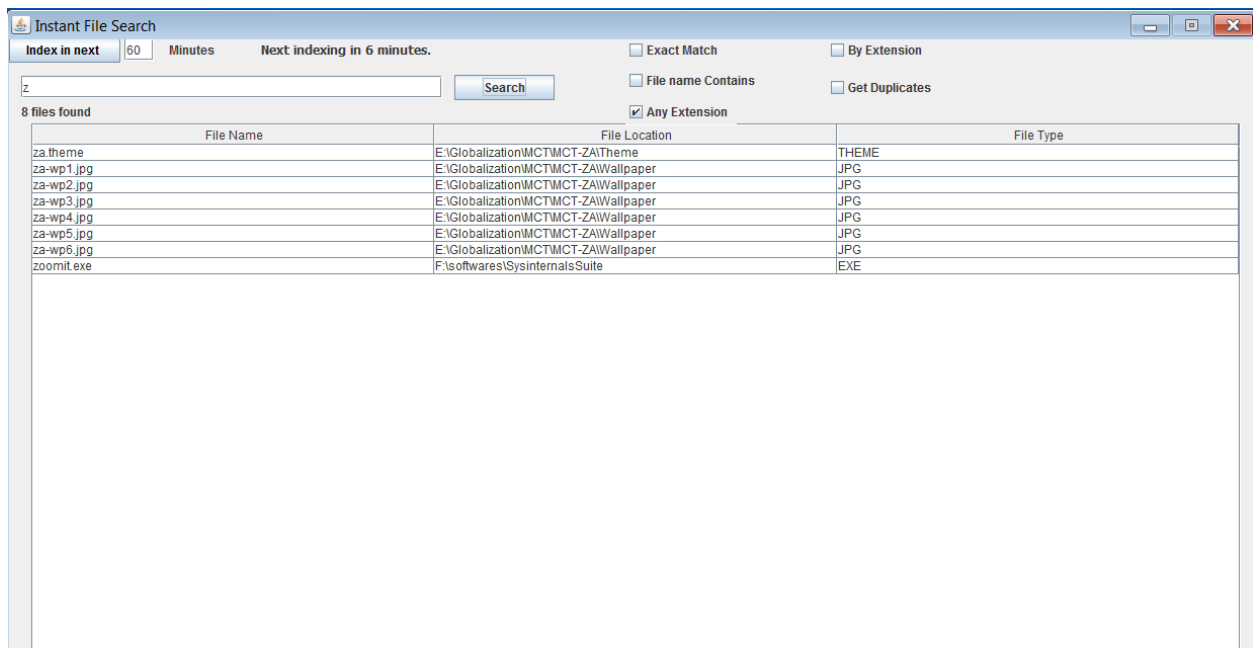 Instant File Search
Index in next 60 Minutes Next indexing in 6 minutes. Exact Match By Extension
z Search File name Contains Get Duplicates
8 files found Any Extension
File Name File Location File Type
za.theme E:\Globalization\MCT\MCT-ZA\Theme THEME
za-wp1.jpg E:\Globalization\MCT\MCT-ZA\Wallpaper JPG
za-wp2.jpg E:\Globalization\MCT\MCT-ZA\Wallpaper JPG
za-wp3.jpg E:\Globalization\MCT\MCT-ZA\Wallpaper JPG
za-wp4.jpg E:\Globalization\MCT\MCT-ZA\Wallpaper JPG
za-wp5.jpg E:\Globalization\MCT\MCT-ZA\Wallpaper JPG
za-wp6.jpg E:\Globalization\MCT\MCT-ZA\Wallpaper JPG
zoomit.exe F:\softwares\SysinternalsSuite EXE